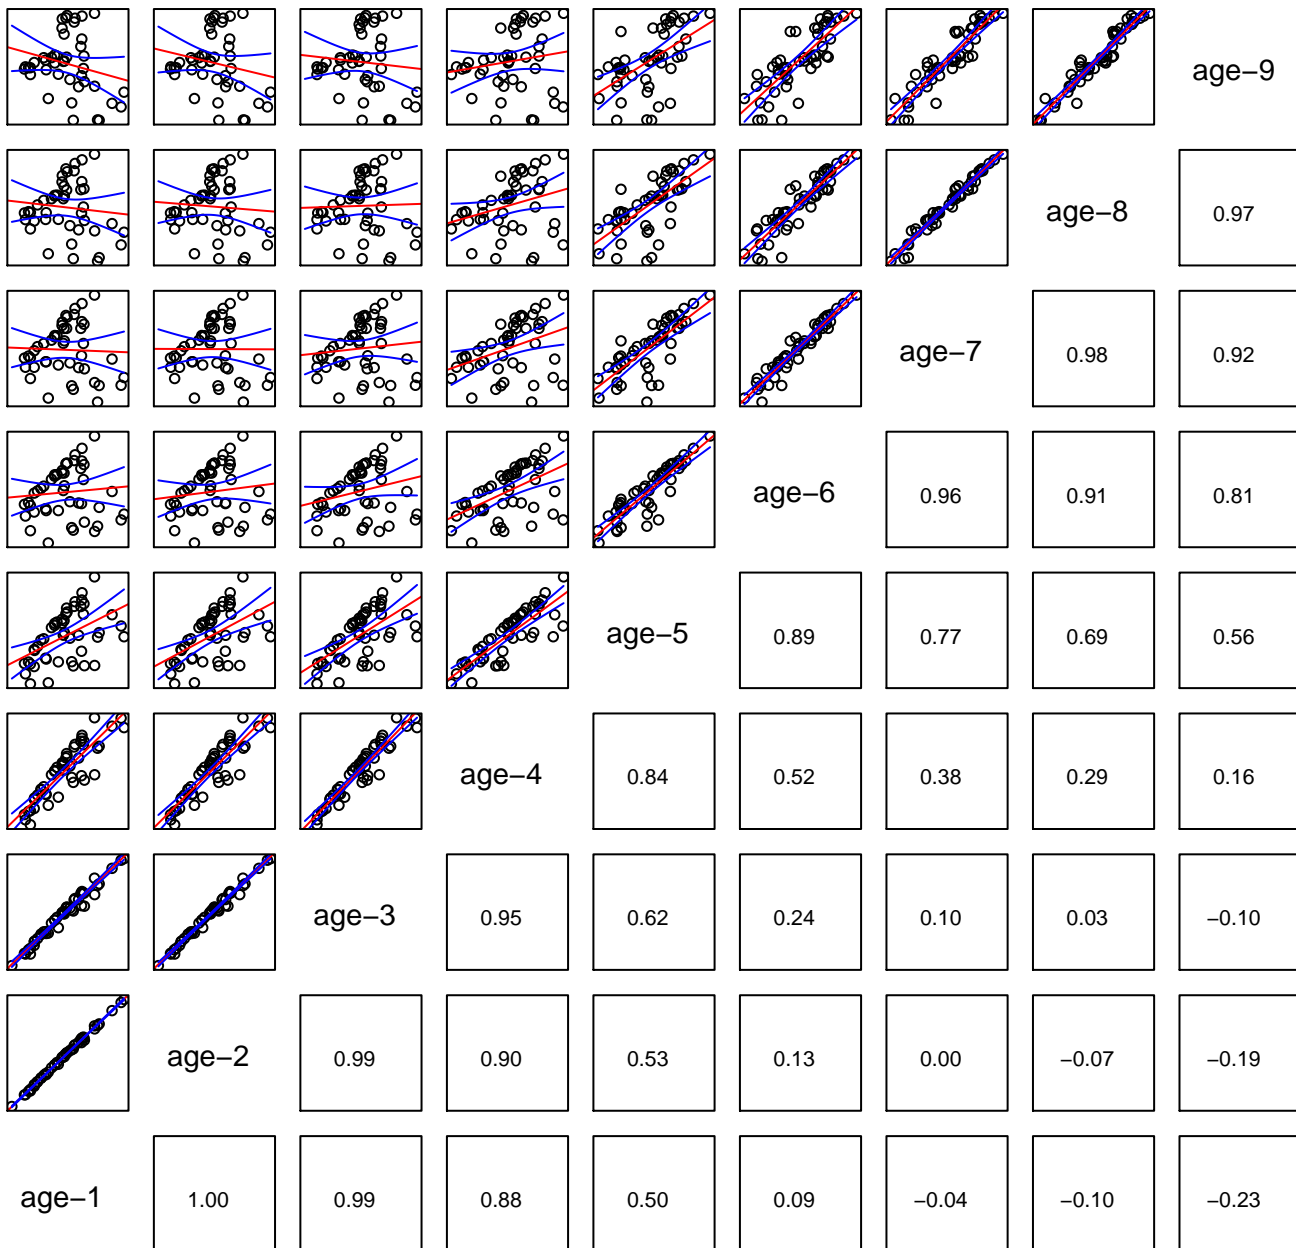 age−9
age−8 0.97
age−7 0.98 0.92
age−6 0.96 0.91 0.81
age−5 0.89 0.77 0.69 0.56
age−4 0.84 0.52 0.38 0.29 0.16
age−3 0.95 0.62 0.24 0.10 0.03 −0.10
age−2 0.99 0.90 0.53 0.13 0.00 −0.07 −0.19
age−1 1.00 0.99 0.88 0.50 0.09 −0.04 −0.10 −0.23